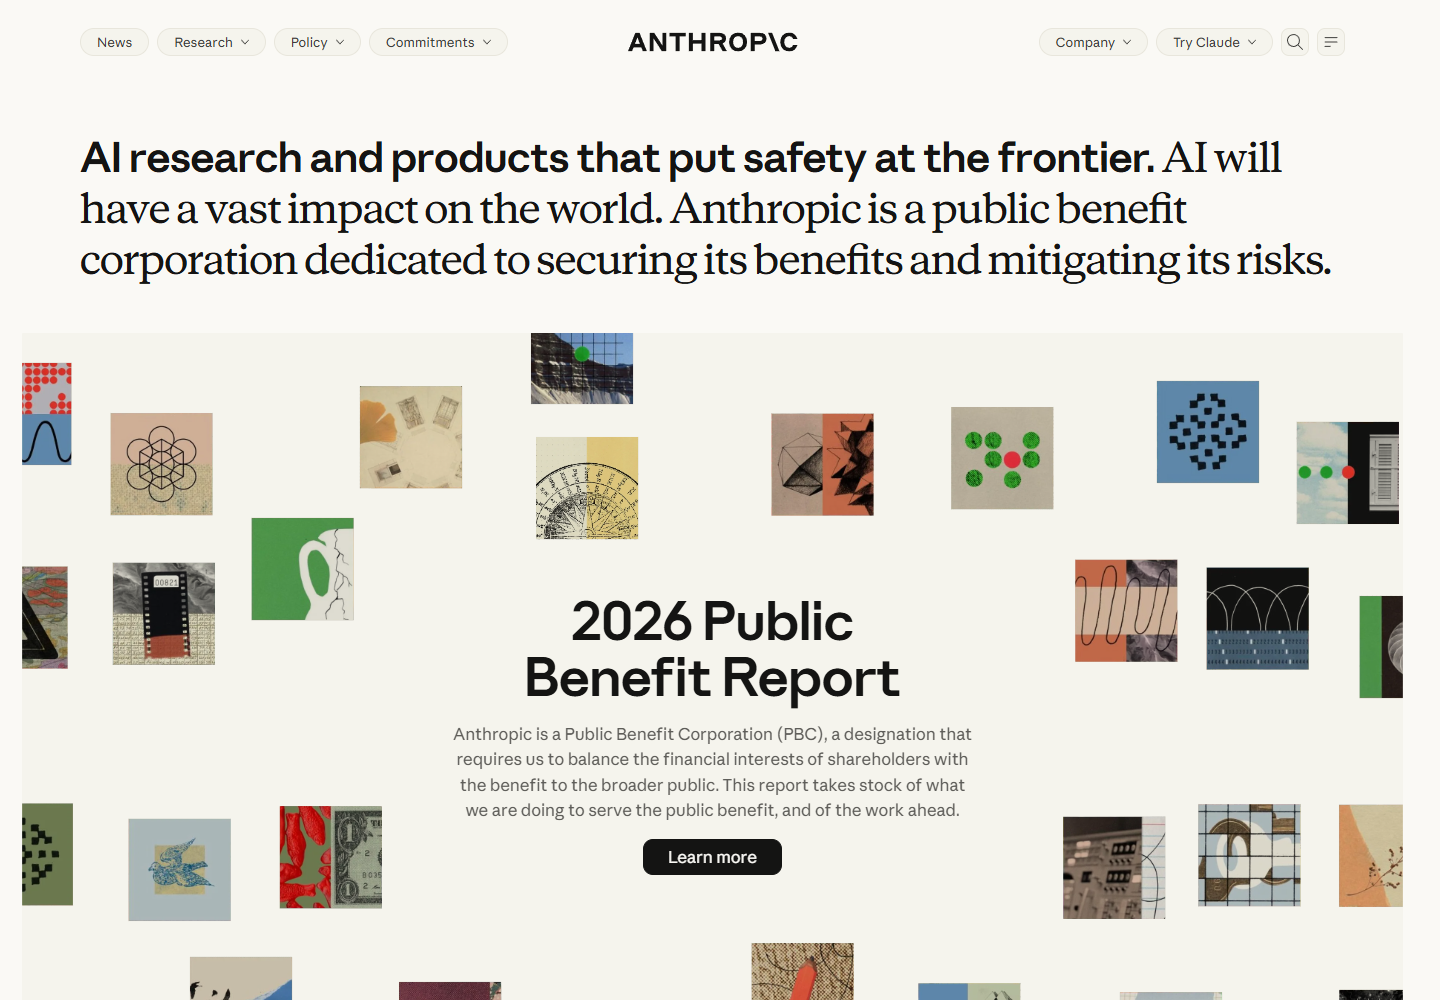 News
Research
Policy
Commitments
ANTHROP\C
Company
Try Claude
AI research and products that put safety at the frontier. AI will
have a vast impact on the world. Anthropic is a public benefit
corporation dedicated to securing its benefits and mitigating its risks.
00821
2026 Public
Benefit Report
Anthropic is a Public Benefit Corporation (PBC), a designation that
requires us to balance the financial interests of shareholders with
the benefit to the broader public. This report takes stock of what
we are doing to serve the public benefit, and of the work ahead.
Learn more